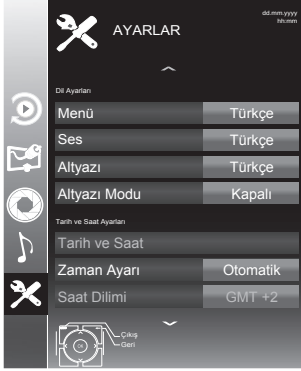 AYARLAR
dd.mm.yyyy
hh:mm
Dil Ayarları
Menü Türkçe
Ses Türkçe
Altyazı Türkçe
Altyazı Modu Kapalı
Tarih ve Saat Ayarları
Tarih ve Saat
Zaman Ayarı Otomatik
Saat Dilimi GMT +2
OK
Çıkış
Geri